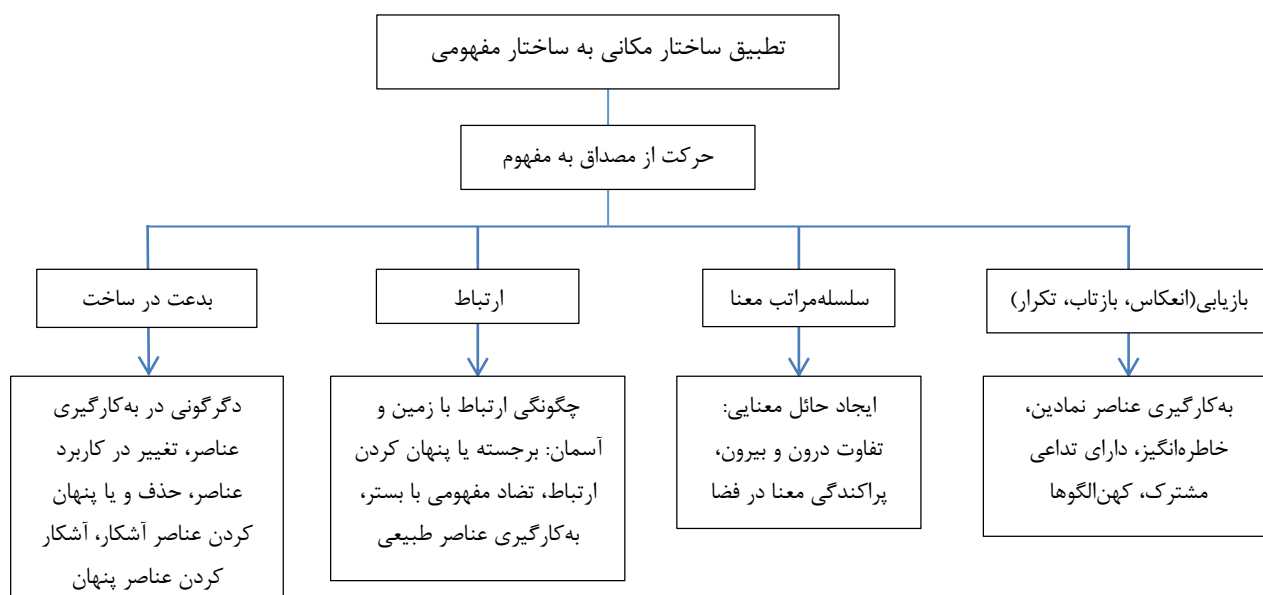 تطبیق ساختار مکانی به ساختار مفهومی
حرکت از مصداق به مفهوم
بازیابی(انعکاس، بازتاب، تکرار)
سلسله‌مراتب معنا
ارتباط
بدعت در ساخت
به‌کارگیری عناصر نمادین،
خاطره‌انگیز، دارای تداعی
مشترک، کهن‌الگوها
ایجاد حائل معنایی:
تفاوت درون و بیرون،
پراکندگی معنا در فضا
چگونگی ارتباط با زمین و
آسمان: برجسته یا پنهان کردن
ارتباط، تضاد مفهومی با بستر،
به‌کارگیری عناصر طبیعی
دگرگونی در به‌کارگیری
عناصر، تغییر در کاربرد
عناصر، حذف و یا پنهان
کردن عناصر آشکار، آشکار
کردن عناصر پنهان